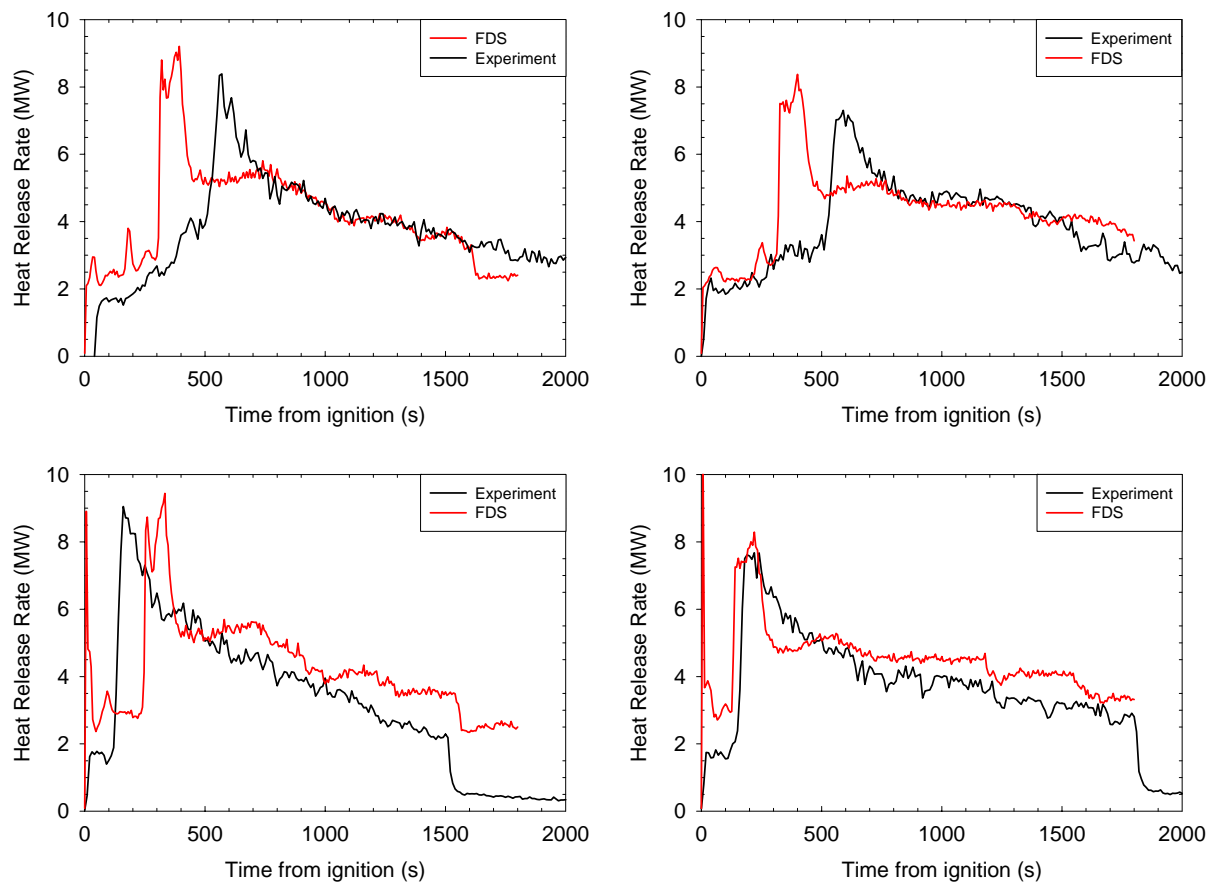 10
8
6
4
2
0
Heat Release Rate (MW)
FDS
Experiment
0 500 1000 1500 2000
Time from ignition (s)
10
8
6
4
2
0
Heat Release Rate (MW)
Experiment
FDS
0 500 1000 1500 2000
Time from ignition (s)
10
8
6
4
2
0
Heat Release Rate (MW)
Experiment
FDS
0 500 1000 1500 2000
Time from ignition (s)
10
8
6
4
2
0
Heat Release Rate (MW)
Experiment
FDS
0 500 1000 1500 2000
Time from ignition (s)